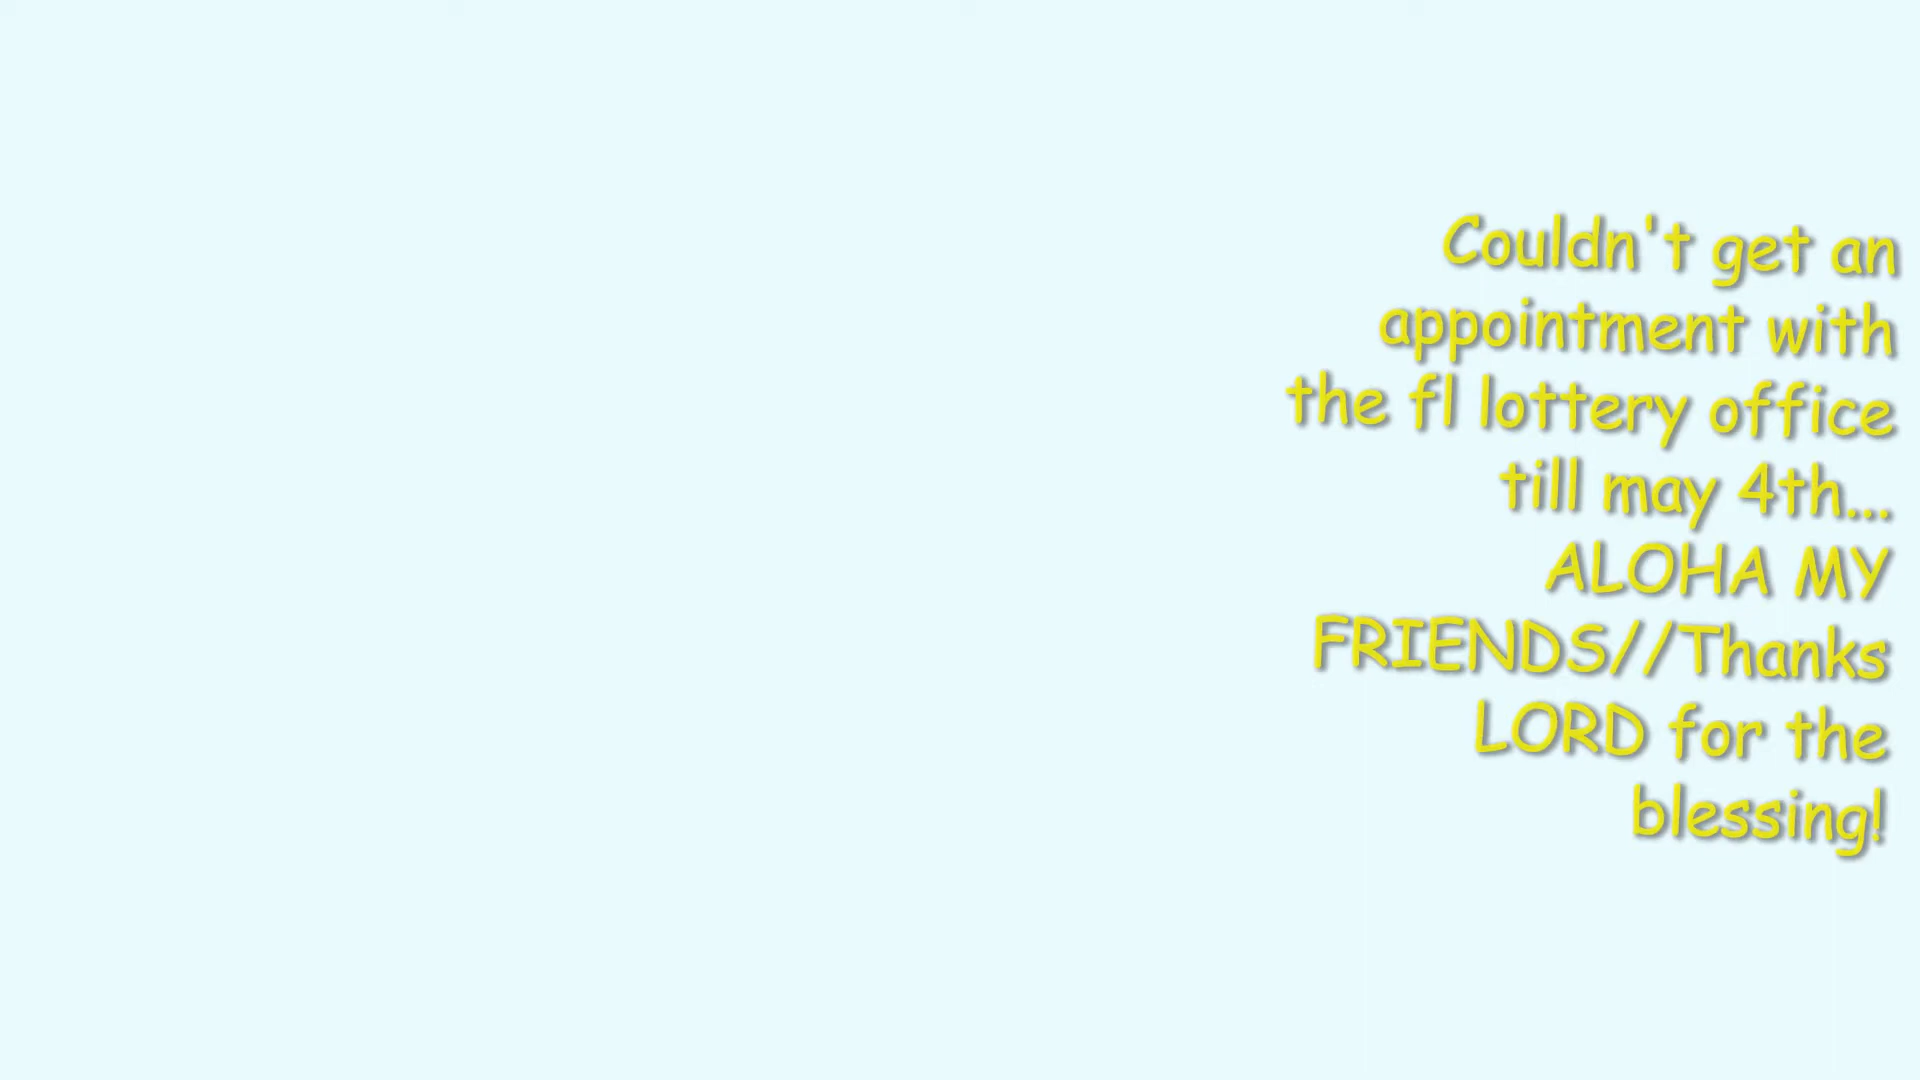 Couldn't get an
appointment with
the fl lottery office
till may 4th...
ALOHA MY
FRIENDS//Thanks
LORD for the
blessing!